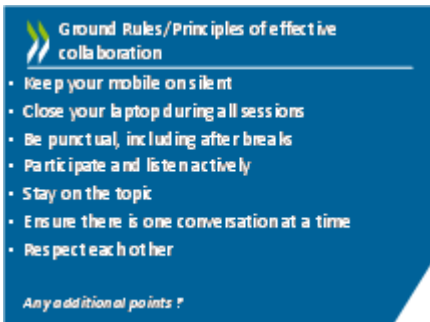 Ground Rules/Principles of effective
collaboration
• Keep your mobile on silent
• Close your laptop during all sessions
• Be punctual, including after breaks
• Participate and listen actively
• Stay on the topic
• Ensure there is one conversation at a time
• Respect each other
Any additional points ?